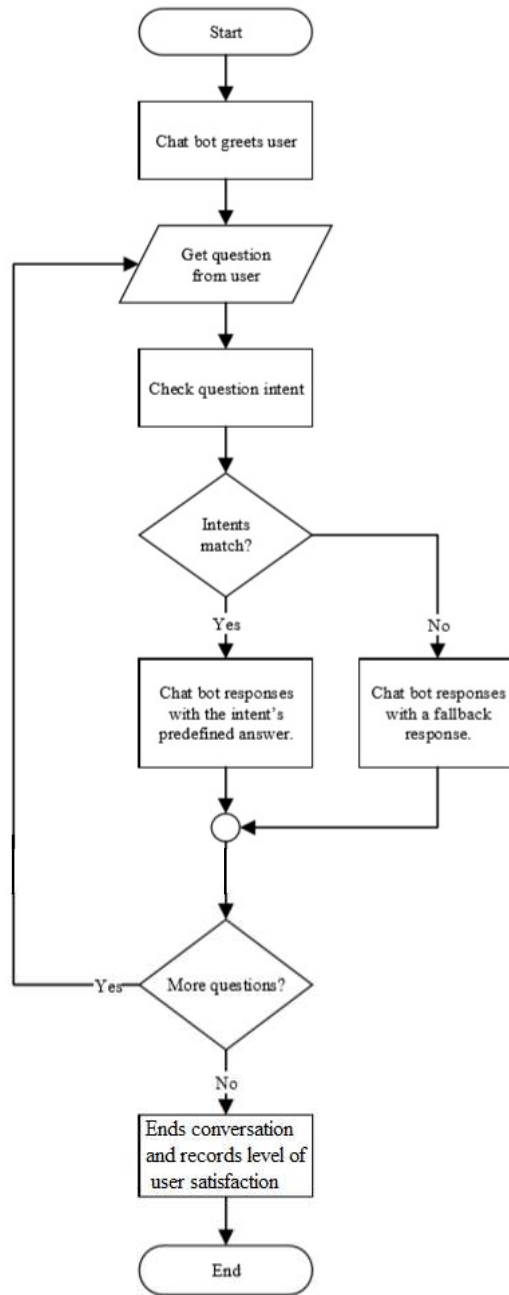 Start
Chat bot greets user
Get question
from user
Check question intent
Intents
match?
Yes
No
Chat bot responses
with the intent's
predefined answer.
Chat bot responses
with a fallback
response.
Yes
More questions?
No
Ends conversation
and records level of
user satisfaction
End